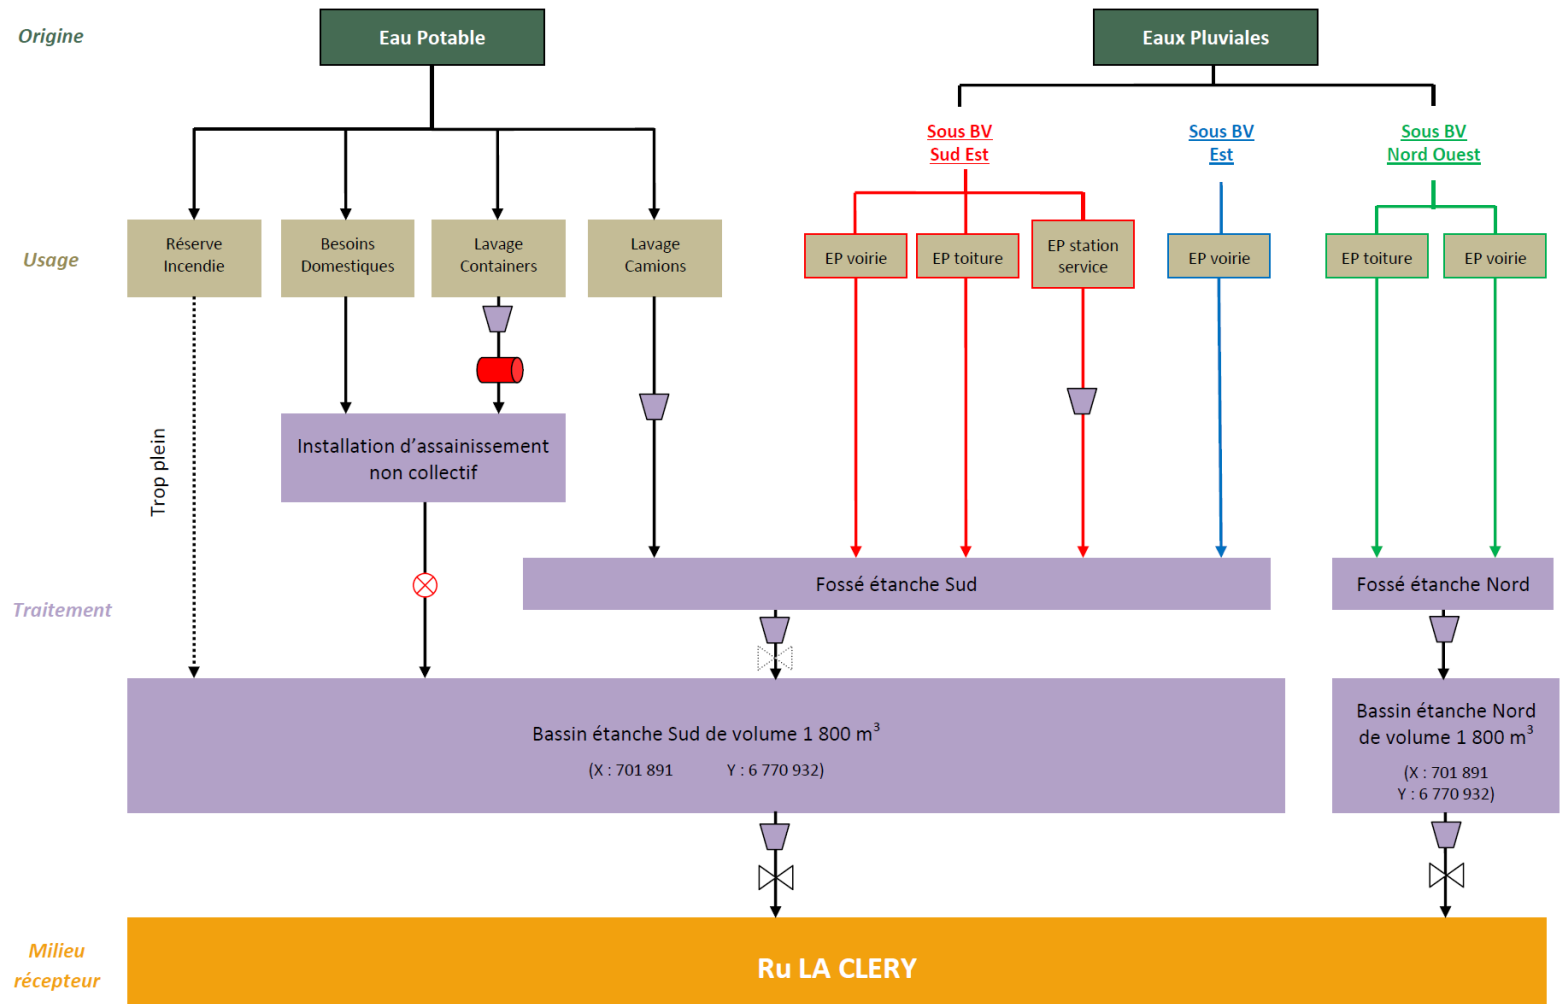 Origine
Eau Potable
Eaux Pluviales
Sous BV
Sud Est
Sous BV
Est
Sous BV
Nord Ouest
Usage
Réserve
Incendie
Besoins
Domestiques
Lavage
Containers
Lavage
Camions
EP voirie
EP toiture
EP station
service
EP voirie
EP toiture
EP voirie
Trop plein
Installation d’assainissement
non collectif
Traitement
Fossé étanche Sud
Fossé étanche Nord
Bassin étanche Sud de volume 1 800 m³
(X : 701 891 Y : 6 770 932)
Bassin étanche Nord
de volume 1 800 m³
(X : 701 891
Y : 6 770 932)
Milieu
récepteur
Ru LA CLERY